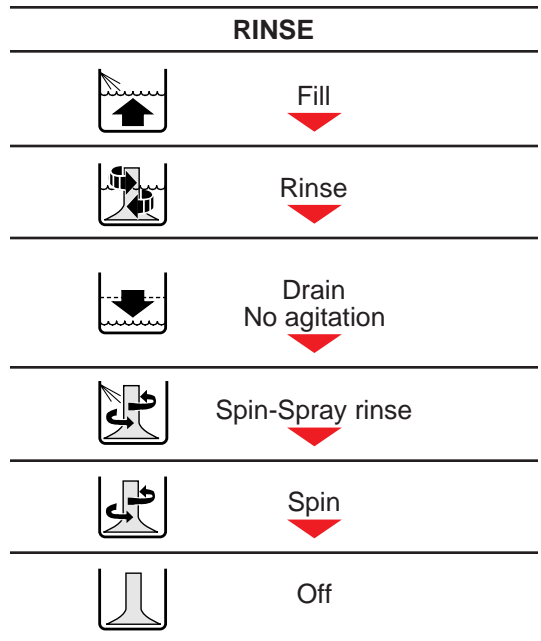 RINSE
Fill
Rinse
Drain
No agitation
Spin-Spray rinse
Spin
Off